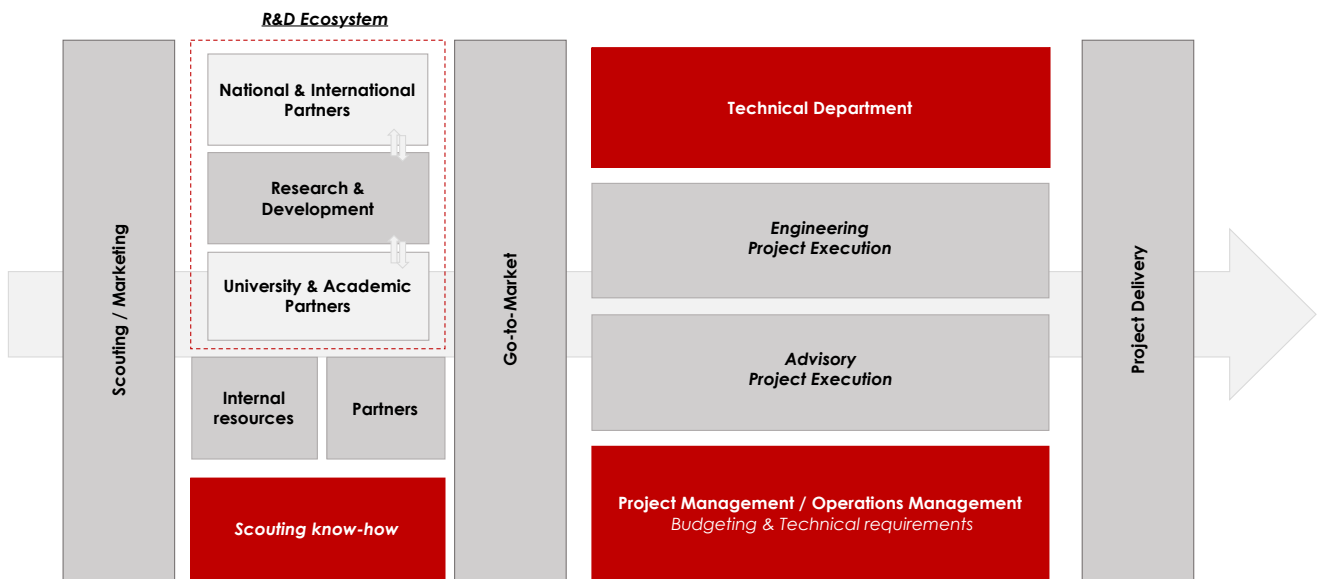 R&D Ecosystem
Scouting / Marketing
National & International
Partners
Research &
Development
University & Academic
Partners
Internal
resources
Partners
Scouting know-how
Go-to-Market
Technical Department
Engineering
Project Execution
Advisory
Project Execution
Project Management / Operations Management
Budgeting & Technical requirements
Project Delivery